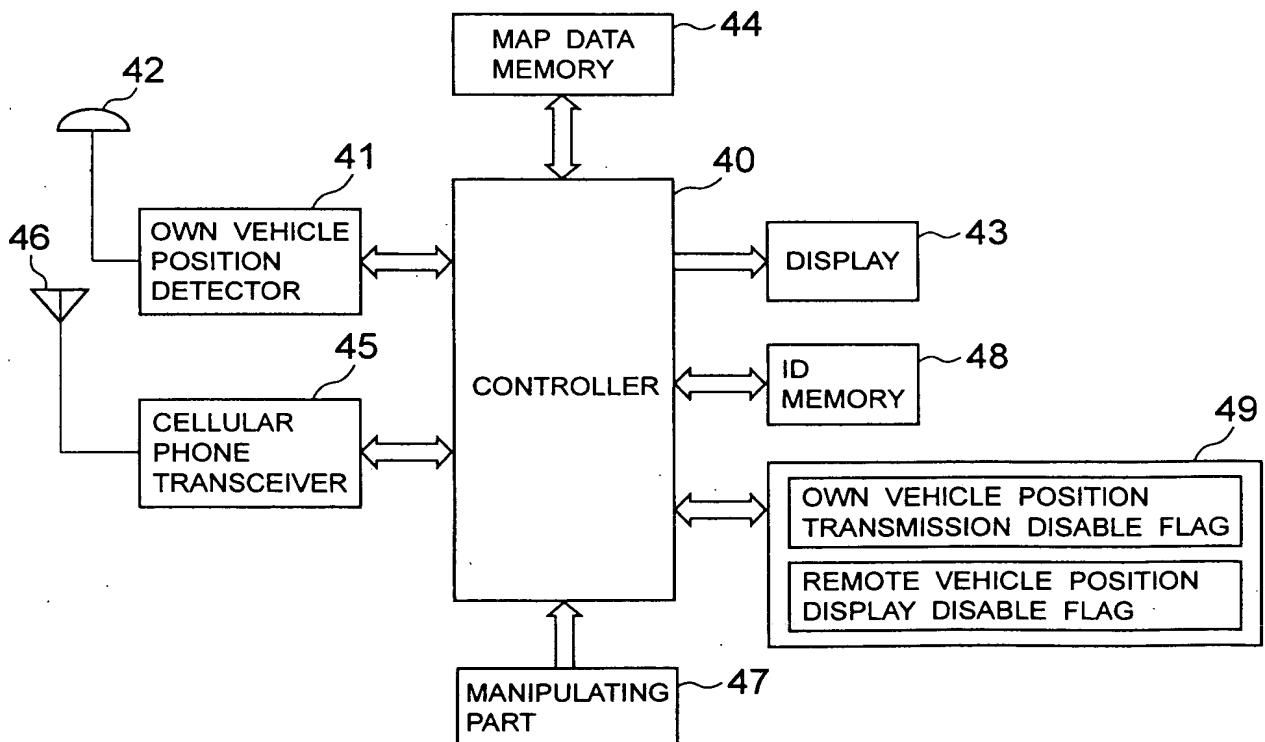 44
MAP DATA
MEMORY
42
41
40
OWN VEHICLE
POSITION
DETECTOR
46
43
DISPLAY
45
CELLULAR
PHONE
TRANSCEIVER
CONTROLLER
48
ID
MEMORY
49
OWN VEHICLE POSITION
TRANSMISSION DISABLE FLAG
REMOTE VEHICLE POSITION
DISPLAY DISABLE FLAG
47
MANIPULATING
PART